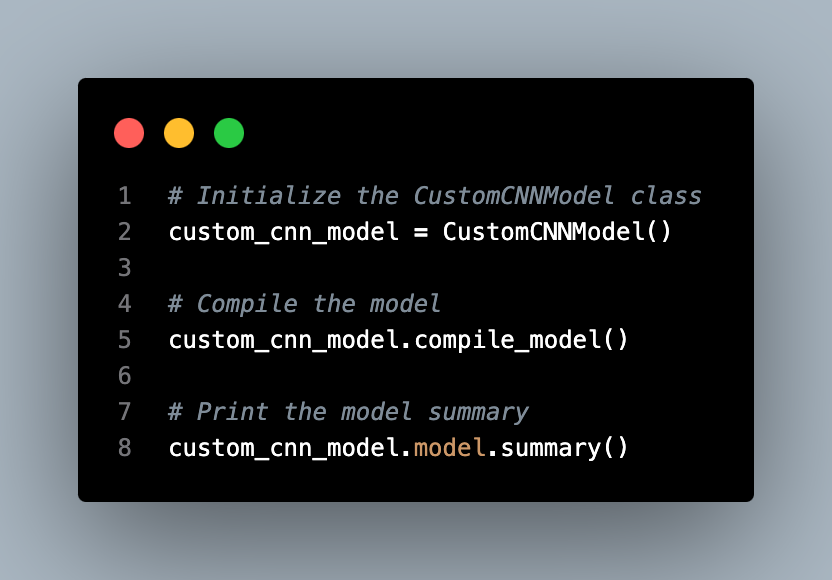 1 # Initialize the CustomCNNModel class
2 custom_cnn_model = CustomCNNModel()
3
4 # Compile the model
5 custom_cnn_model.compile_model()
6
7 # Print the model summary
8 custom_cnn_model.model.summary()